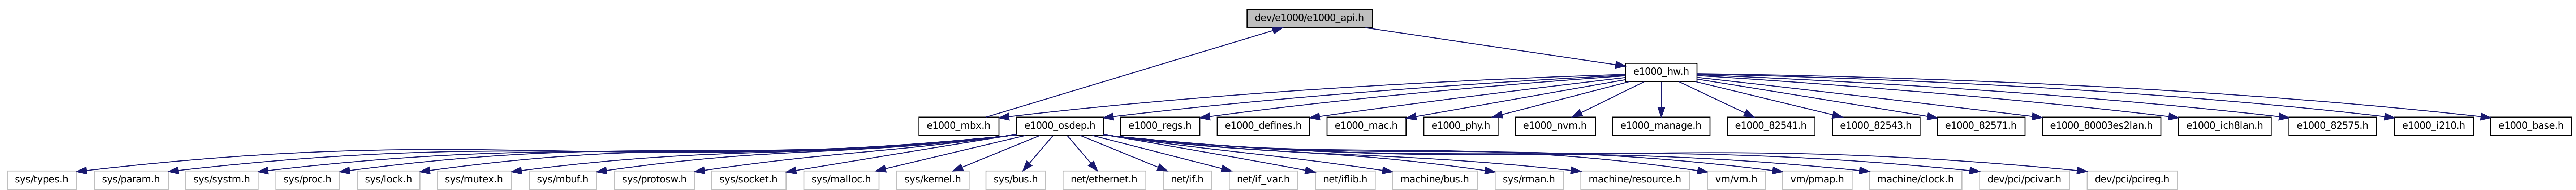 dev/e1000/e1000_api.h
e1000_hw.h
e1000_mbx.h
e1000_osdep.h
e1000_regs.h
e1000_defines.h
e1000_mac.h
e1000_phy.h
e1000_nvm.h
e1000_manage.h
e1000_82541.h
e1000_82543.h
e1000_82571.h
e1000_80003es2lan.h
e1000_ich8lan.h
e1000_82575.h
e1000_i210.h
e1000_base.h
sys/types.h
sys/param.h
sys/systm.h
sys/proc.h
sys/lock.h
sys/mutex.h
sys/mbuf.h
sys/protosw.h
sys/socket.h
sys/malloc.h
sys/kernel.h
sys/bus.h
net/ethernet.h
net/if.h
net/if_var.h
net/iflib.h
machine/bus.h
sys/rman.h
machine/resource.h
vm/vm.h
vm/pmap.h
machine/clock.h
dev/pci/pcivar.h
dev/pci/pcireg.h